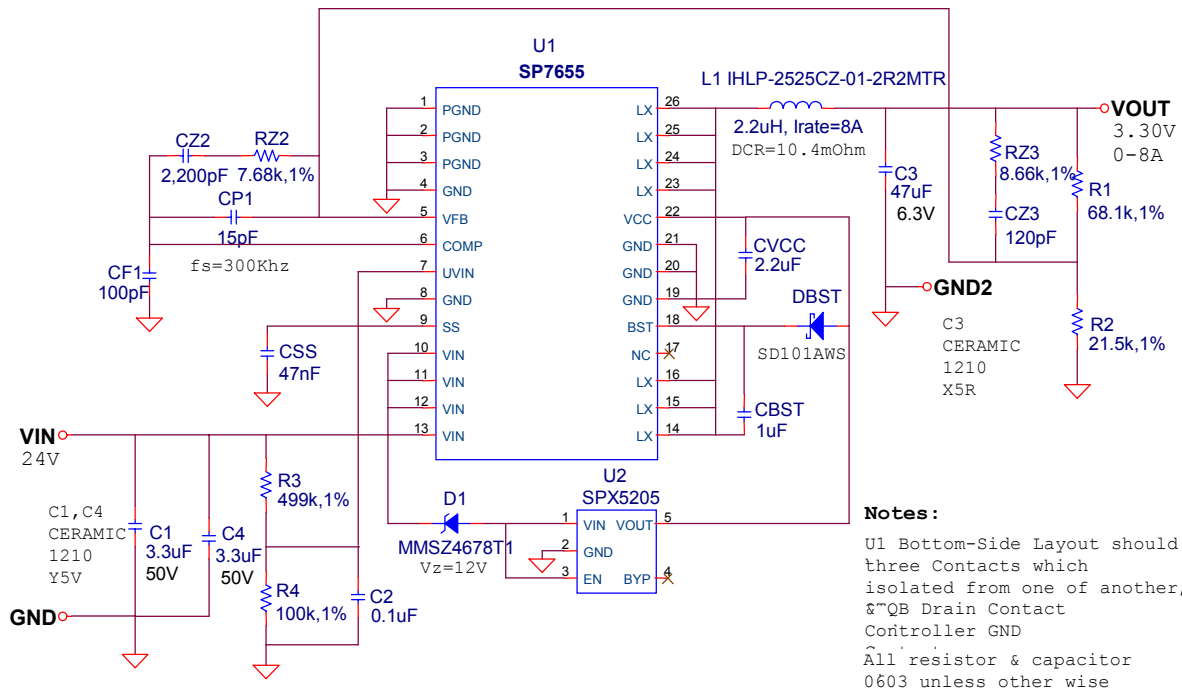 U1
SP7655
L1 IHLP-2525CZ-01-2R2MTR
2.2uH, Irate=8A
DCR=10.4mOhm
VOUT
3.30V
0-8A
CZ2
2,200pF
RZ2
7.68k,1%
CP1
15pF
fs=300Khz
CF1
100pF
CSS
47nF
1 PGND
2 PGND
3 PGND
4 GND
5 VFB
6 COMP
7 UVIN
8 GND
9 SS
10 VIN
11 VIN
12 VIN
13 VIN
LX 26
LX 25
LX 24
LX 23
VCC 22
GND 21
GND 20
GND 19
BST 18
NC 17
LX 16
LX 15
LX 14
CVCC
2.2uF
DBST
SD101AWS
CBST
1uF
C3
47uF
6.3V
RZ3
8.66k,1%
CZ3
120pF
R1
68.1k,1%
GND2
R2
21.5k,1%
C3
CERAMIC
1210
X5R
VIN
24V
C1,C4
CERAMIC
1210
Y5V
C1
3.3uF
50V
C4
3.3uF
50V
GND
R3
499k,1%
R4
100k,1%
C2
0.1uF
D1
MMSZ4678T1
Vz=12V
U2
SPX5205
1 VIN
2 GND
3 EN
VOUT 5
BYP 4
Notes:
U1 Bottom-Side Layout should
three Contacts which
isolated from one of another,
QB Drain Contact
Controller GND
All resistor & capacitor
0603 unless other wise